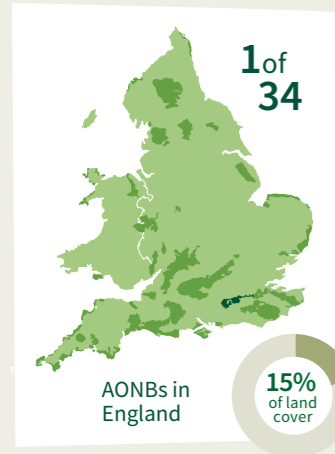 1of
34
AONBs in
England
15%
of land
cover